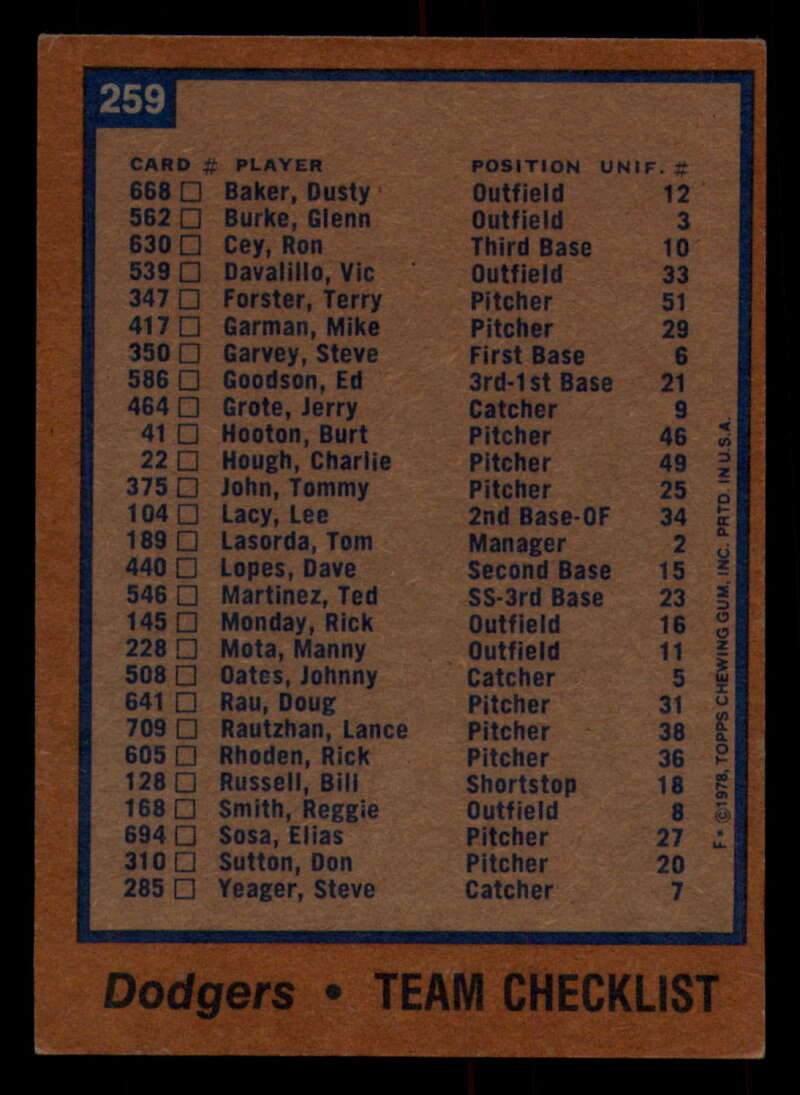 259
CARD # PLAYER POSITION UNIF. #
668 □ Baker, Dusty Outfield 12
562 □ Burke, Glenn Outfield 3
630 □ Cey, Ron Third Base 10
539 □ Davalillo, Vic Outfield 33
347 □ Forster, Terry Pitcher 51
417 □ Garman, Mike Pitcher 29
350 □ Garvey, Steve First Base 6
586 □ Goodson, Ed 3rd-1st Base 21
464 □ Grote, Jerry Catcher 9
41 □ Hooton, Burt Pitcher 46
22 □ Hough, Charlie Pitcher 49
375 □ John, Tommy Pitcher 25
104 □ Lacy, Lee 2nd Base-OF 34
189 □ Lasorda, Tom Manager 2
440 □ Lopes, Dave Second Base 15
546 □ Martinez, Ted SS-3rd Base 23
145 □ Monday, Rick Outfield 16
228 □ Mota, Manny Outfield 11
508 □ Oates, Johnny Catcher 5
641 □ Rau, Doug Pitcher 31
709 □ Rautzhan, Lance Pitcher 38
605 □ Rhoden, Rick Pitcher 36
128 □ Russell, Bill Shortstop 18
168 □ Smith, Reggie Outfield 8
694 □ Sosa, Elias Pitcher 27
310 □ Sutton, Don Pitcher 20
285 □ Yeager, Steve Catcher 7
F* ©1978, TOPPS CHEWING GUM, INC. PRTD. IN U.S.A.
Dodgers • TEAM CHECKLIST